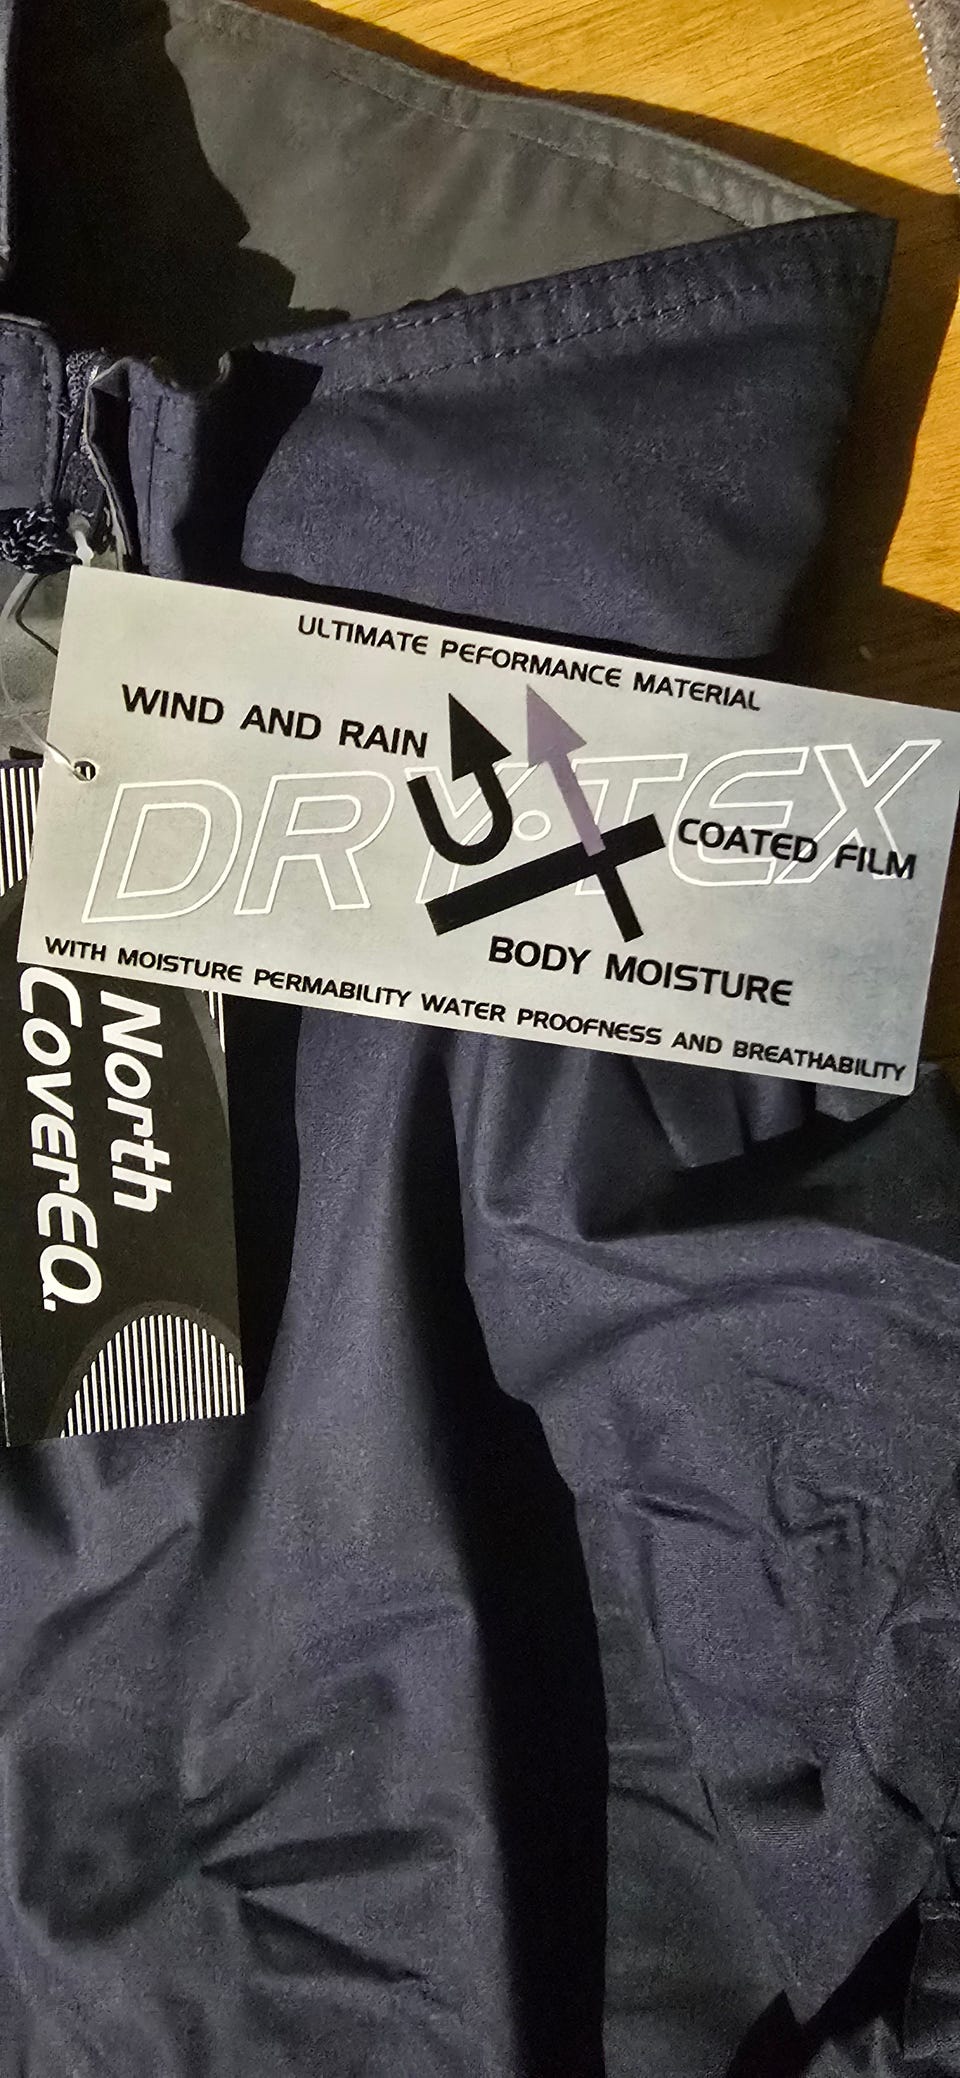 ULTIMATE PEFORMANCE MATERIAL
WIND AND RAIN
DRY·TEX
COATED FILM
BODY MOISTURE
WITH MOISTURE PERMABILITY WATER PROOFNESS AND BREATHABILITY
North
CoverEQ.